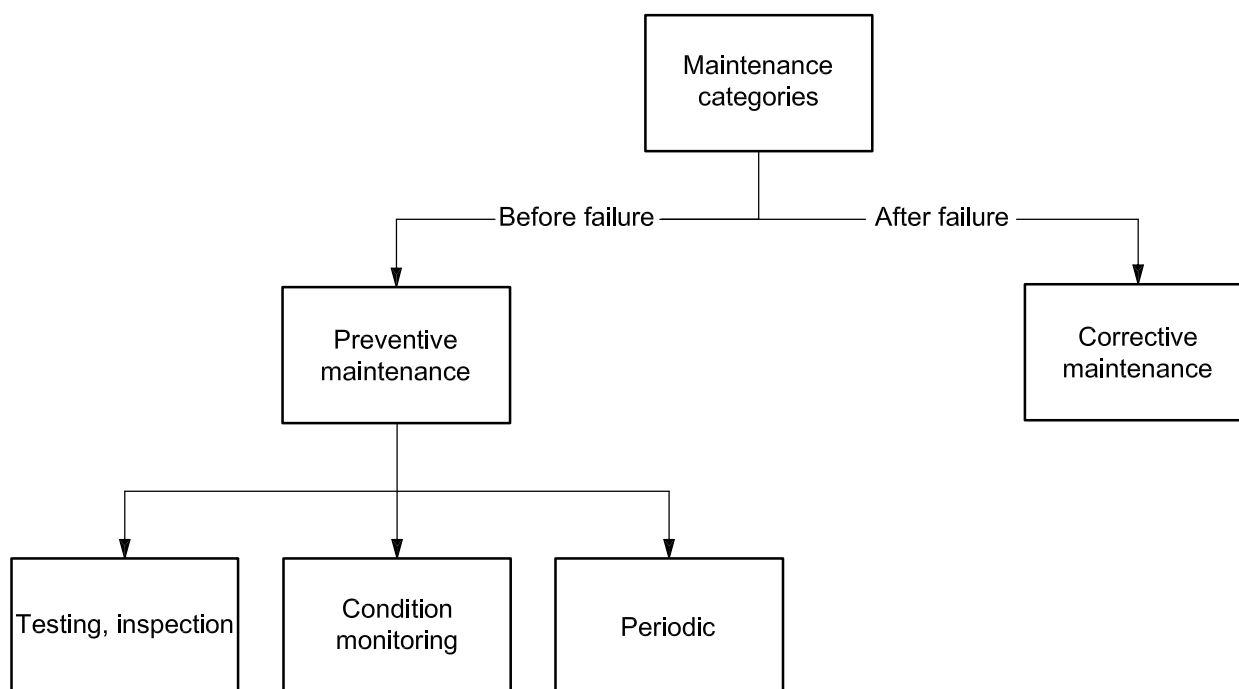 Maintenance
categories
Before failure
After failure
Preventive
maintenance
Corrective
maintenance
Testing, inspection
Condition
monitoring
Periodic